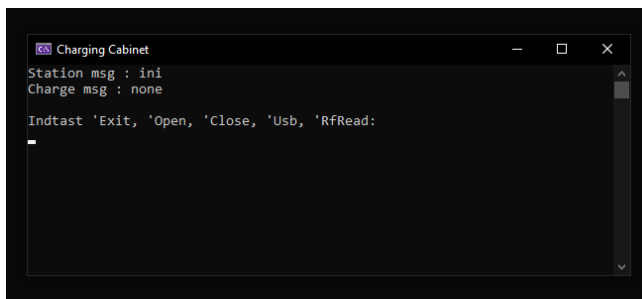 Charging Cabinet
Station msg : ini
Charge msg : none
Indtast 'Exit, 'Open, 'Close, 'Usb, 'RfRead: